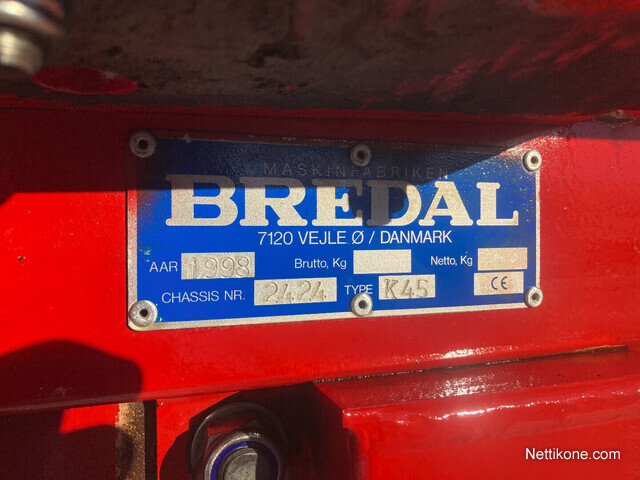 MASKINFABRIKEN
BREDAL
7120 VEJLE Ø / DANMARK
AAR 1998 Brutto, Kg Netto, Kg
CHASSIS NR. 2424 TYPE K45 CE
Nettikone.com